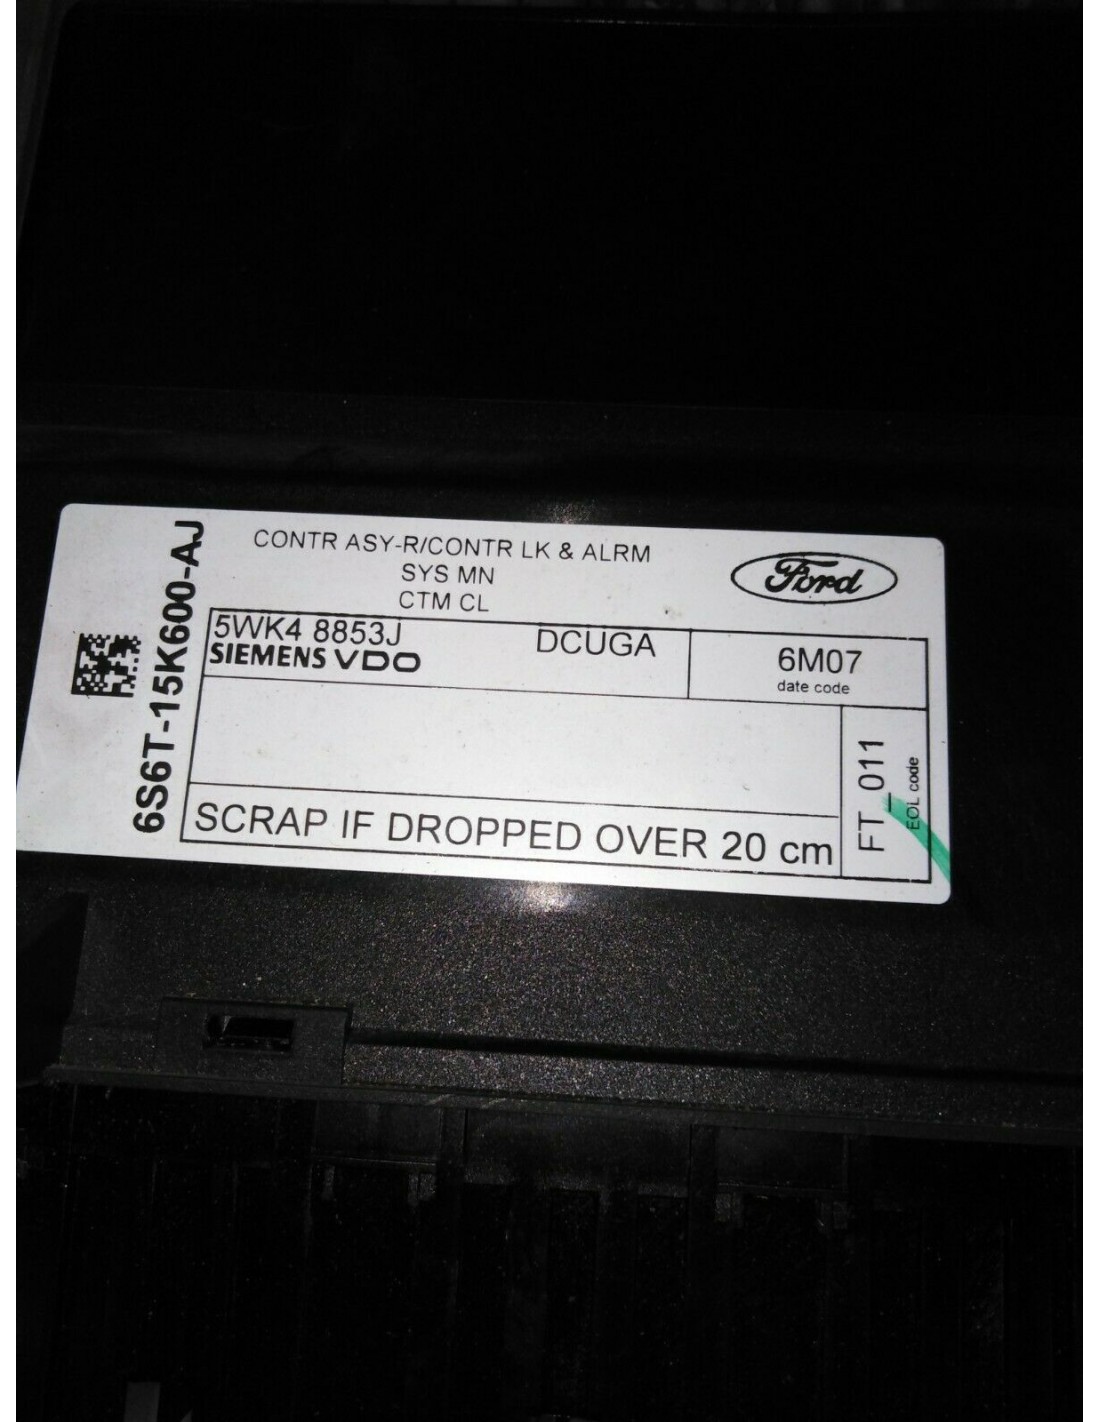 6S6T-15K600-AJ
CONTR ASY-R/CONTR LK & ALRM
SYS MN
CTM CL
Ford
5WK4 8853J
DCUGA
SIEMENS VDO
6M07
date code
FT_011
EOL code
SCRAP IF DROPPED OVER 20 cm